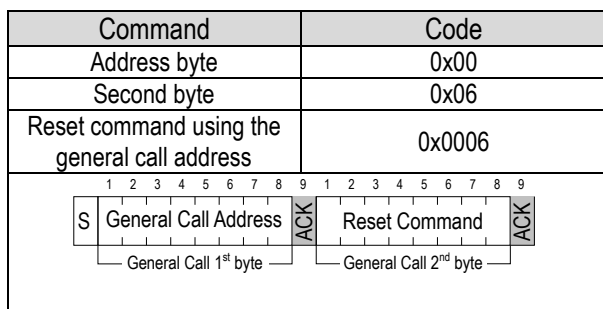 Command Code
Address byte 0x00
Second byte 0x06
Reset command using the
general call address 0x0006
1 2 3 4 5 6 7 8 9 1 2 3 4 5 6 7 8 9
S General Call Address ACK Reset Command ACK
General Call 1st byte General Call 2nd byte